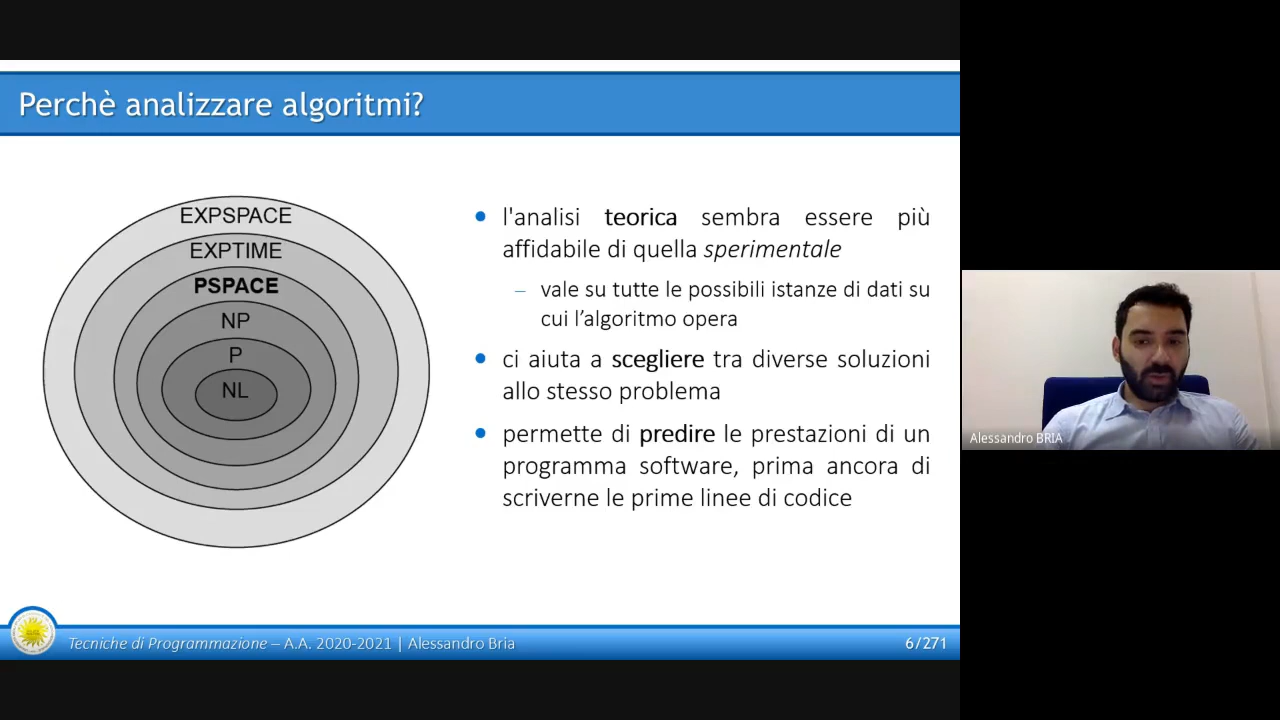 Perchè analizzare algoritmi?
EXPSPACE
EXPTIME
PSPACE
NP
P
NL
l'analisi teorica sembra essere più
affidabile di quella sperimentale
– vale su tutte le possibili istanze di dati su
cui l’algoritmo opera
ci aiuta a scegliere tra diverse soluzioni
allo stesso problema
permette di predire le prestazioni di un
programma software, prima ancora di
scriverne le prime linee di codice
Alessandro BRIA
Tecniche di Programmazione – A.A. 2020-2021 | Alessandro Bria
6/271